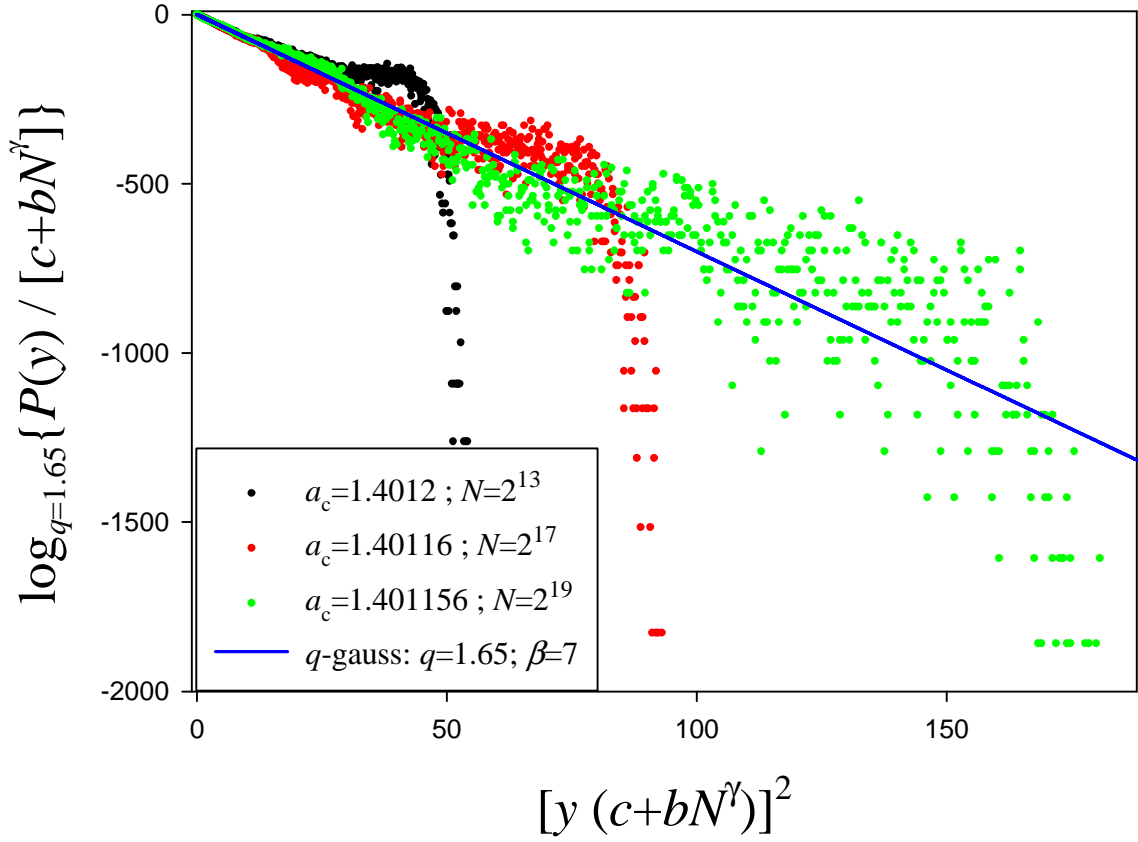 log_{q=1.65}{P(y) / [c+bN^γ]}
0
-500
-1000
-1500
-2000
a_c=1.4012 ; N=2^{13}
a_c=1.40116 ; N=2^{17}
a_c=1.401156 ; N=2^{19}
q-gauss: q=1.65; β=7
0 50 100 150
[y (c+bN^γ)]^2